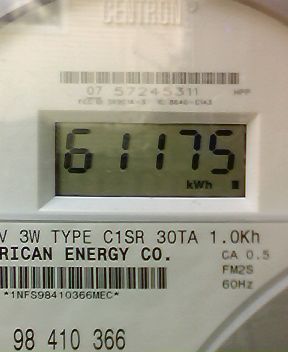 CENTRON
07 57245311
61175
kWh
V 3W TYPE C1SR 30TA 1.0Kh
RICAN ENERGY CO.
CA 0.5
FM2S
60Hz
*1NFS98410366MEC*
98 410 366